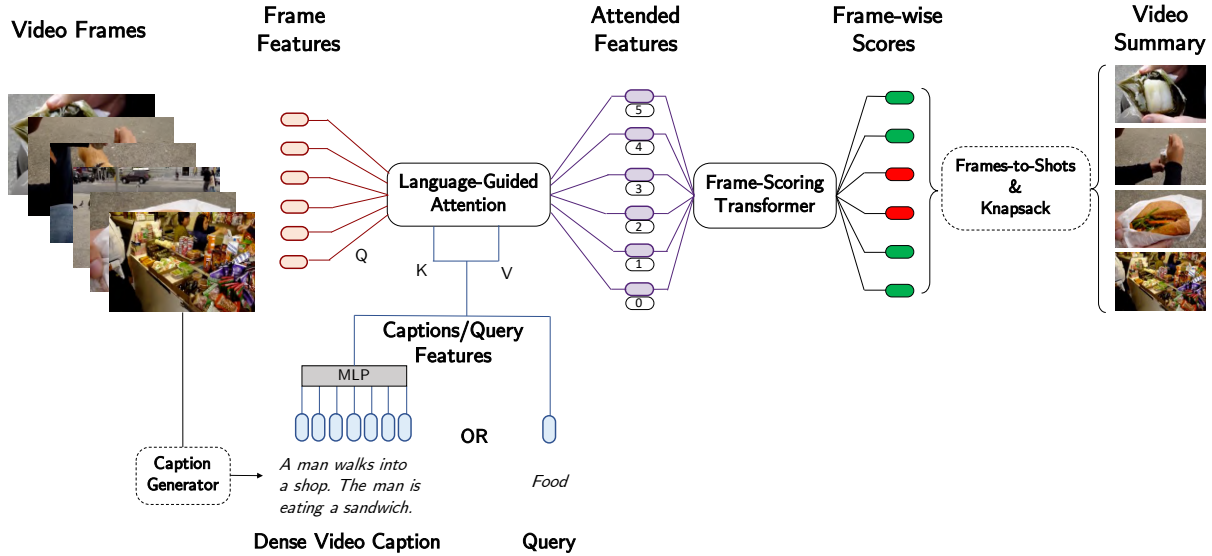 Video Frames
Frame
Features
Attended
Features
Frame-wise
Scores
Video
Summary
5
4
3
2
1
0
Language-Guided
Attention
Frame-Scoring
Transformer
Frames-to-Shots
&
Knapsack
Q
K
V
Captions/Query
Features
MLP
OR
Caption
Generator
A man walks into
a shop. The man is
eating a sandwich.
Food
Dense Video Caption
Query